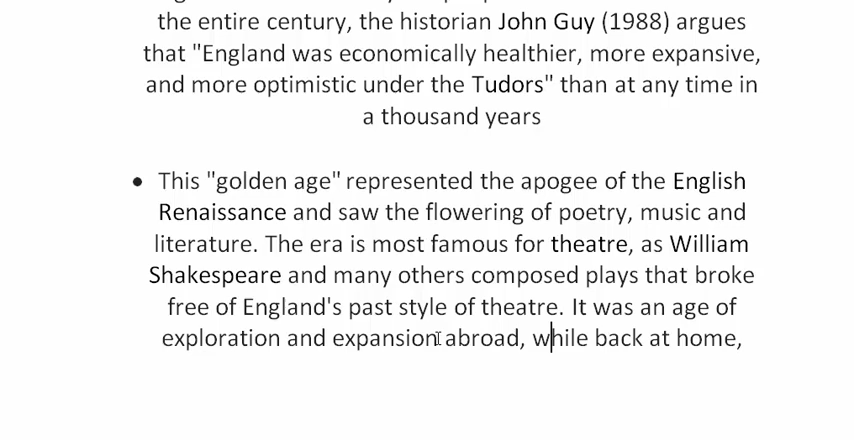 the entire century, the historian John Guy (1988) argues
that "England was economically healthier, more expansive,
and more optimistic under the Tudors" than at any time in
a thousand years
• This "golden age" represented the apogee of the English
Renaissance and saw the flowering of poetry, music and
literature. The era is most famous for theatre, as William
Shakespeare and many others composed plays that broke
free of England's past style of theatre. It was an age of
exploration and expansion abroad, while back at home,